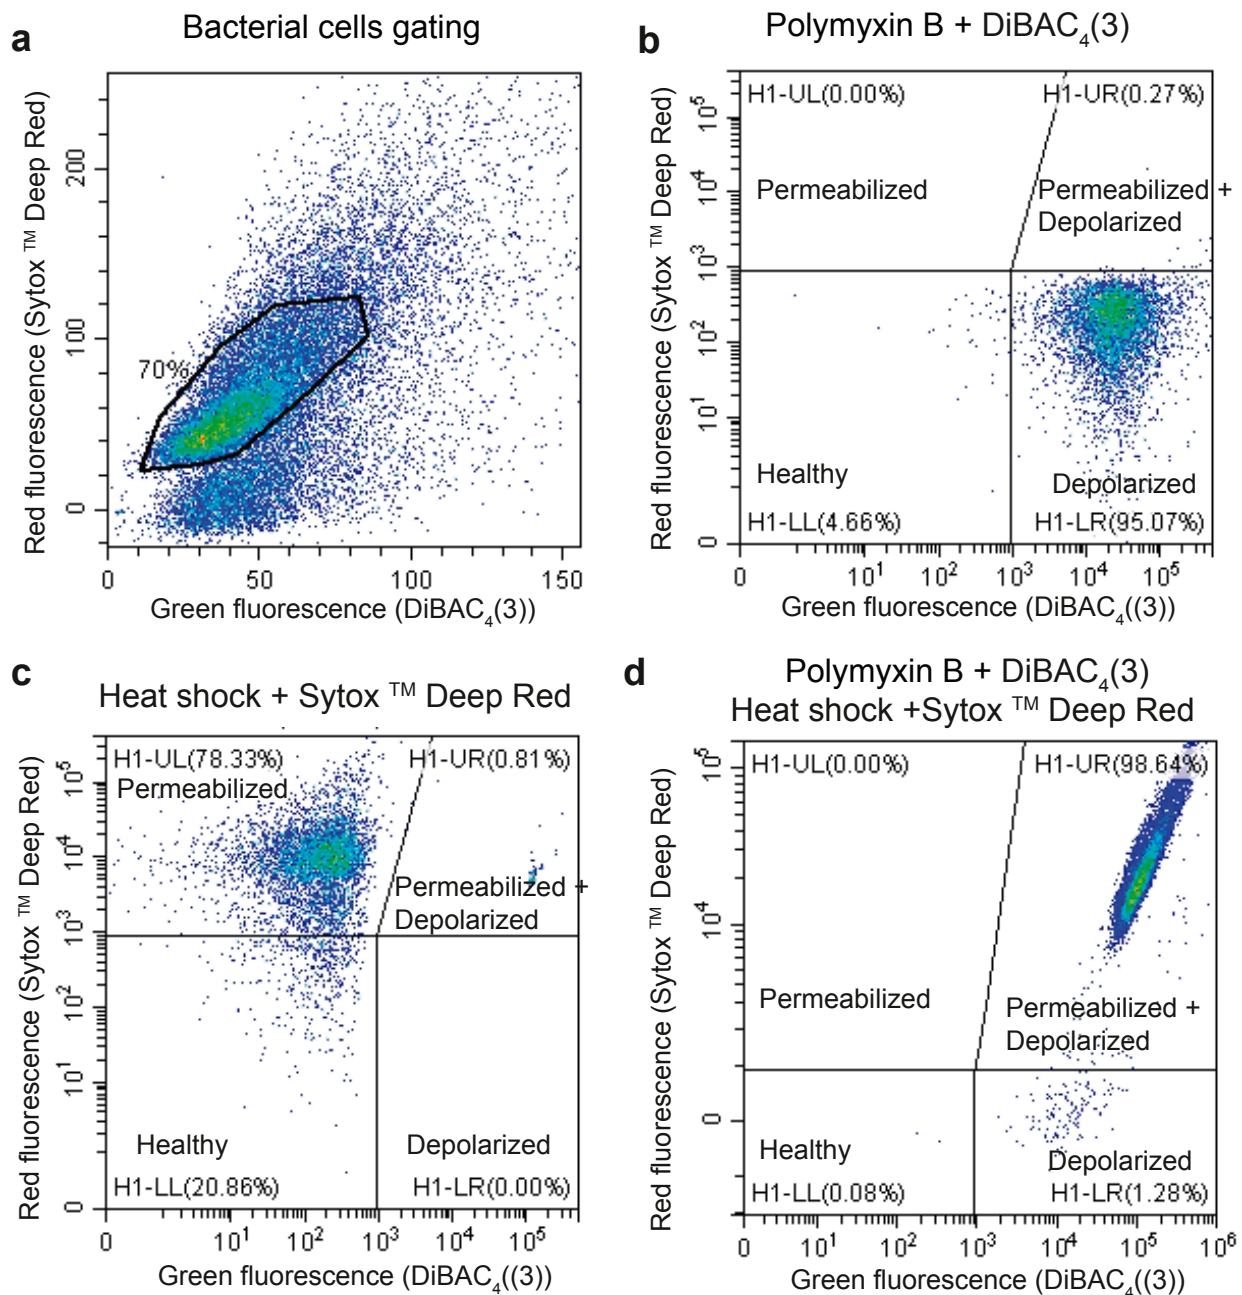 a
Bacterial cells gating
Red fluorescence (Sytox ™ Deep Red)
200
100
0
70%
0 50 100 150
Green fluorescence (DiBAC4(3))
b
Polymyxin B + DiBAC4(3)
Red fluorescence (Sytox ™ Deep Red)
10^5
10^4
10^3
10^2
10^1
0
H1-UL(0.00%) H1-UR(0.27%)
Permeabilized
Permeabilized +
Depolarized
Healthy
Depolarized
H1-LL(4.66%) H1-LR(95.07%)
0 10^1 10^2 10^3 10^4 10^5
Green fluorescence (DiBAC4((3))
c
Heat shock + Sytox ™ Deep Red
Red fluorescence (Sytox ™ Deep Red)
10^5
10^4
10^3
10^2
10^1
0
H1-UL(78.33%) H1-UR(0.81%)
Permeabilized
Permeabilized +
Depolarized
Healthy Depolarized
H1-LL(20.86%) H1-LR(0.00%)
0 10^1 10^2 10^3 10^4 10^5
Green fluorescence (DiBAC4((3))
d
Polymyxin B + DiBAC4(3)
Heat shock +Sytox ™ Deep Red
Red fluorescence (Sytox ™ Deep Red)
10^5
10^4
0
H1-UL(0.00%) H1-UR(98.64%)
Permeabilized
Permeabilized +
Depolarized
Healthy
Depolarized
H1-LL(0.08%) H1-LR(1.28%)
0 10^1 10^2 10^3 10^4 10^5 10^6
Green fluorescence (DiBAC4((3))